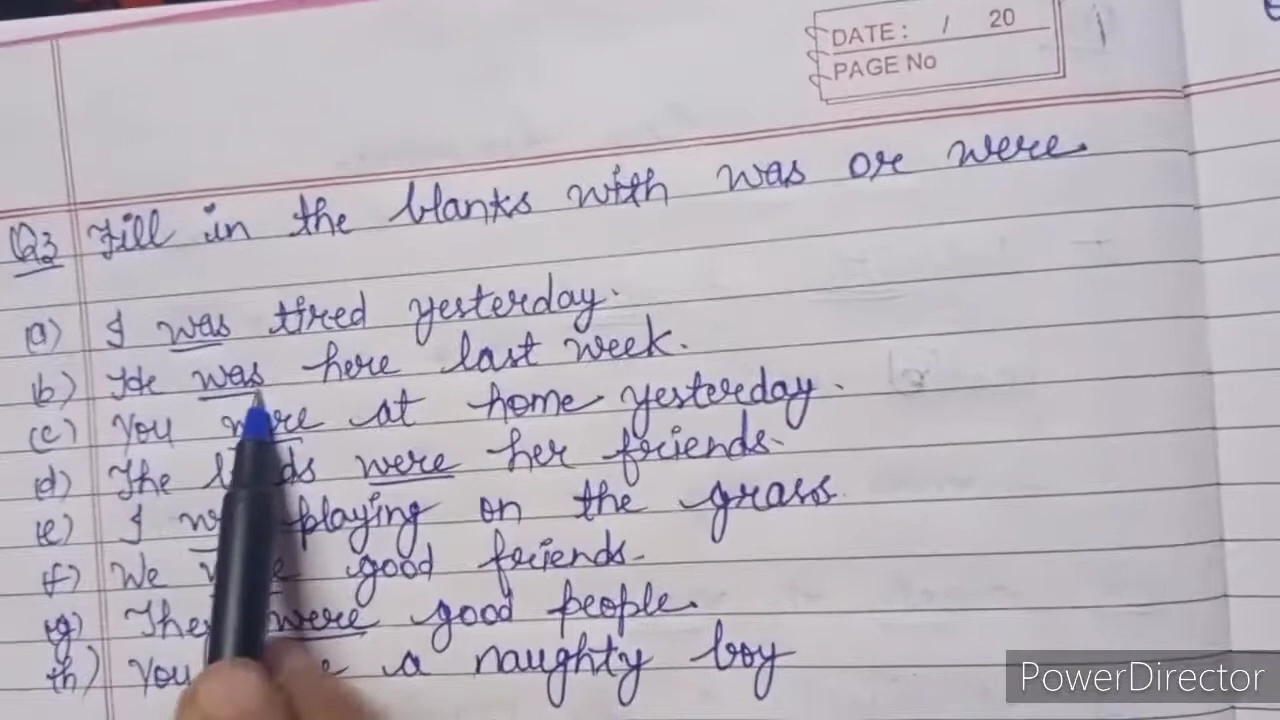 DATE: / 20
PAGE No
Q3 Fill in the blanks with was or were.
(a) I was tired yesterday.
(b) He was here last week.
(c) You were at home yesterday.
(d) The were her friends.
(e) I playing on the grass.
(f) We good friends.
(g) They were good people.
(h) You a naughty boy
PowerDirector